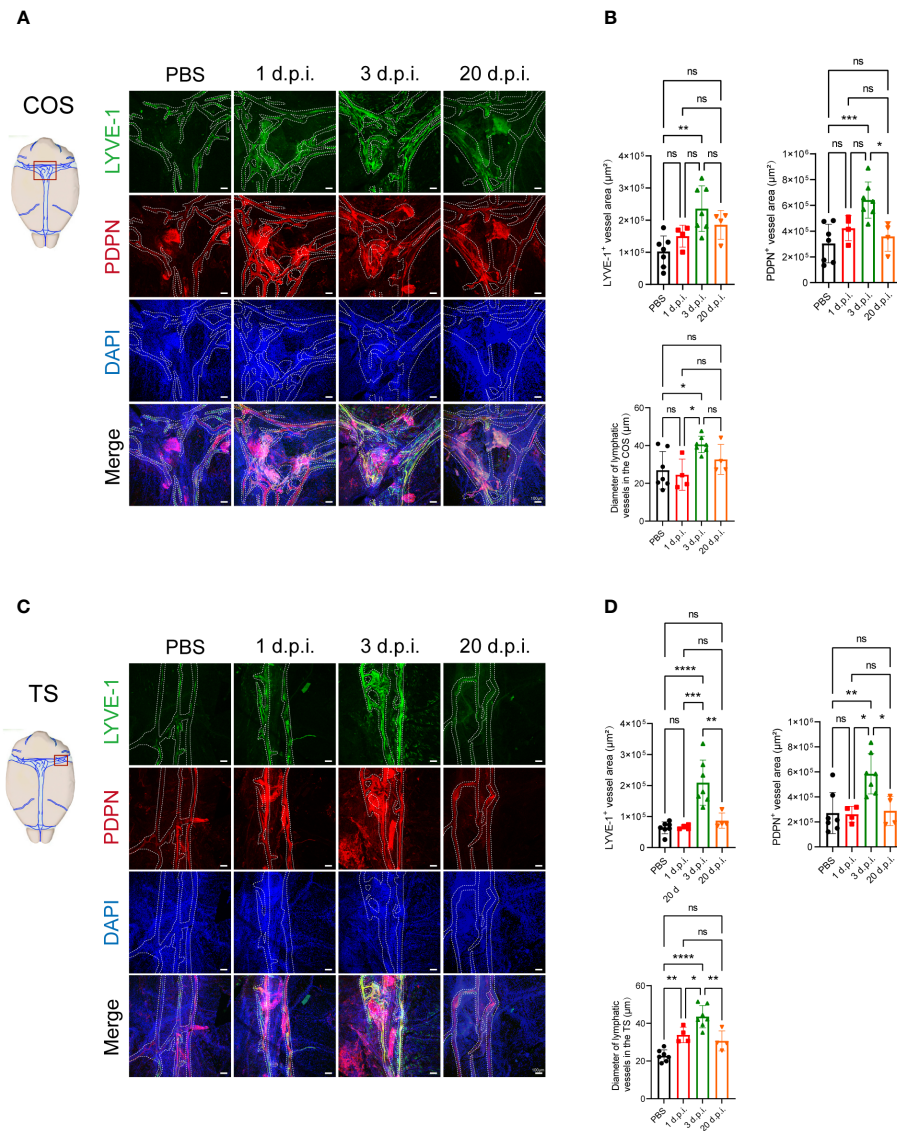 A
B
PBS
1 d.p.i.
3 d.p.i.
20 d.p.i.
COS
LYVE-1
PDPN
DAPI
Merge
100μm
ns
ns
**
ns
ns
ns
LYVE-1⁺ vessel area (μm²)
4×10⁵
3×10⁵
2×10⁵
1×10⁵
0
PBS
1 d.p.i.
3 d.p.i.
20 d.p.i.
ns
ns
***
ns
ns
*
PDPN⁺ vessel area (μm²)
1×10⁶
8×10⁵
6×10⁵
4×10⁵
2×10⁵
0
PBS
1 d.p.i.
3 d.p.i.
20 d.p.i.
ns
ns
*
ns
*
ns
Diameter of lymphatic
vessels in the COS (μm)
60
40
20
0
PBS
1 d.p.i.
3 d.p.i.
20 d.p.i.
C
D
PBS
1 d.p.i.
3 d.p.i.
20 d.p.i.
TS
LYVE-1
PDPN
DAPI
Merge
100μm
ns
ns
****
***
ns
**
LYVE-1⁺ vessel area (μm²)
4×10⁵
3×10⁵
2×10⁵
1×10⁵
0
PBS
1 d.p.i.
3 d.p.i.
20 d.p.i.
20 d
ns
ns
**
ns
*
*
PDPN⁺ vessel area (μm²)
1×10⁶
8×10⁵
6×10⁵
4×10⁵
2×10⁵
0
PBS
1 d.p.i.
3 d.p.i.
20 d.p.i.
ns
ns
****
**
*
**
Diameter of lymphatic
vessels in the TS (μm)
60
40
20
0
PBS
1 d.p.i.
3 d.p.i.
20 d.p.i.